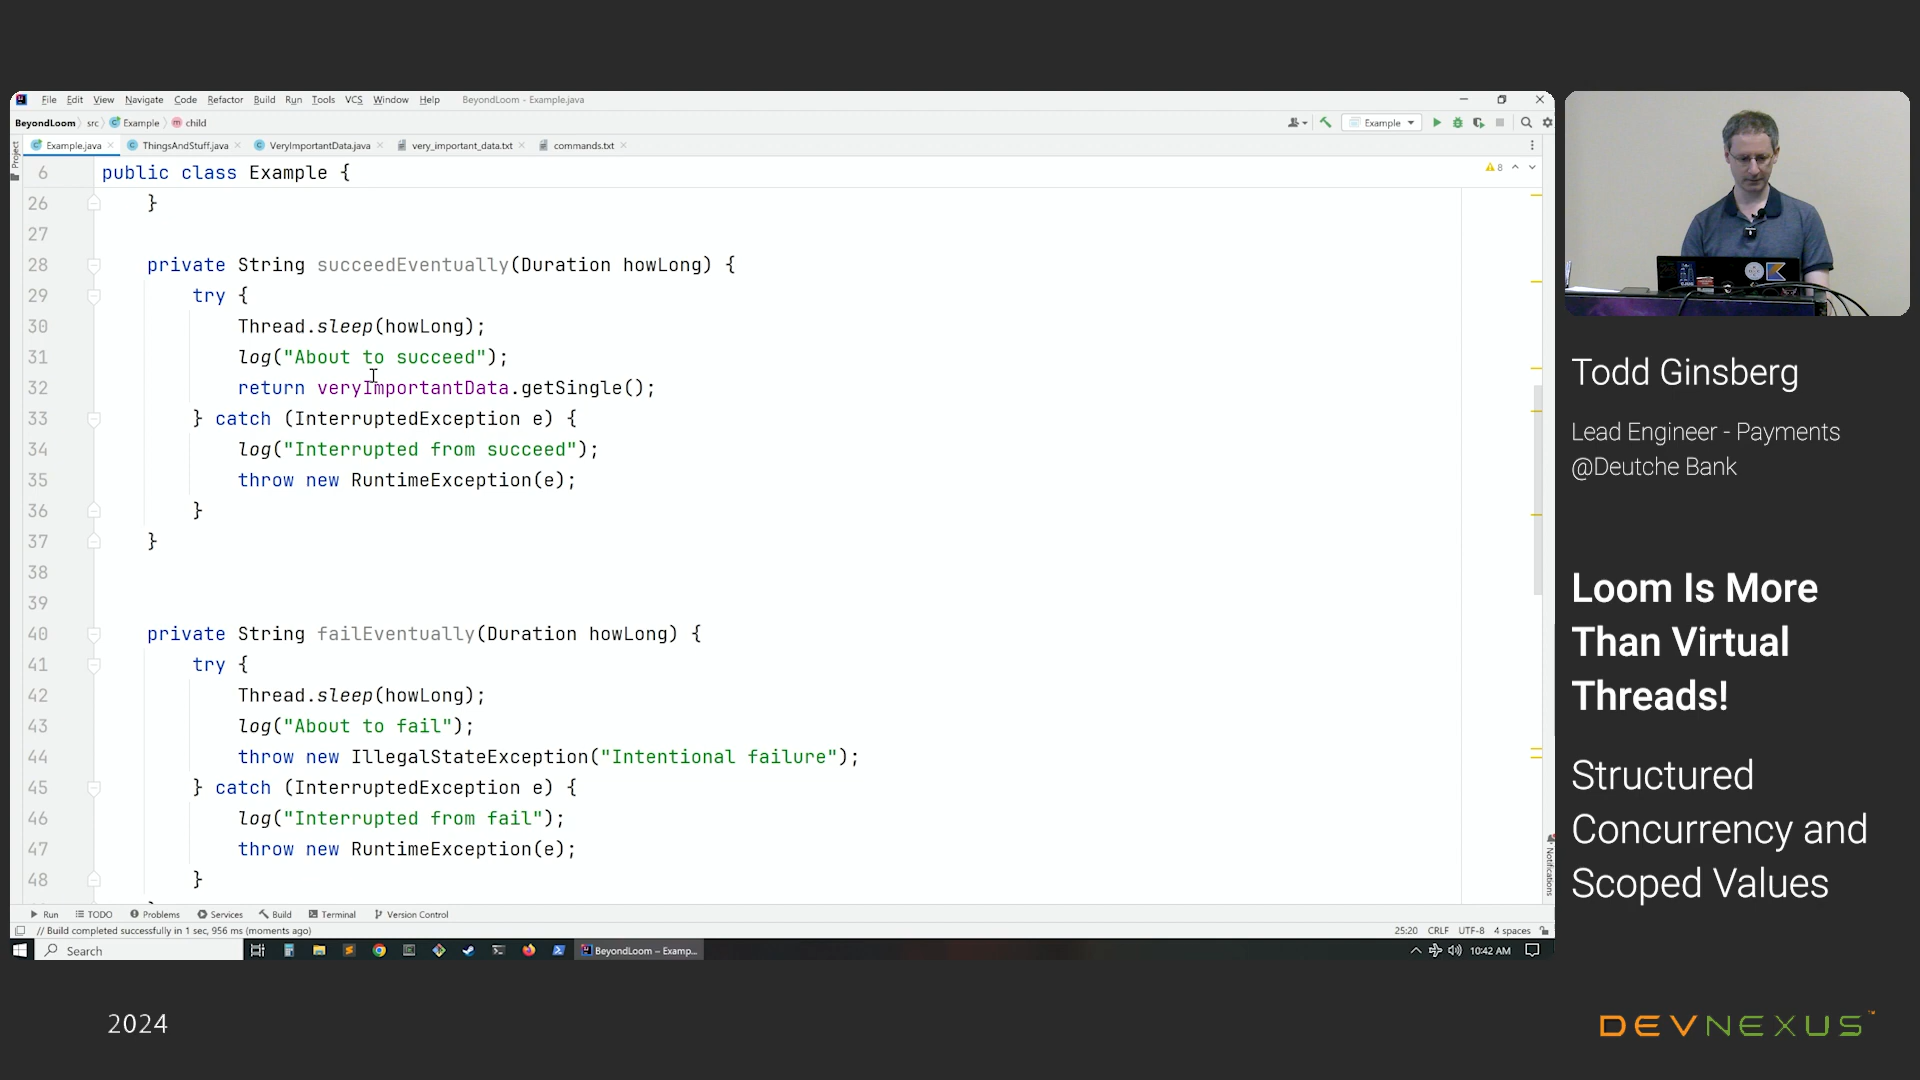 File Edit View Navigate Code Refactor Build Run Tools VCS Window Help BeyondLoom - Example.java
BeyondLoom src Example child
Example
Example.java ThingsAndStuff.java VeryImportantData.java very_important_data.txt commands.txt
Project
6 public class Example {
8
26 }
27
28 private String succeedEventually(Duration howLong) {
29 try {
30 Thread.sleep(howLong);
31 log("About to succeed");
32 return veryImportantData.getSingle();
33 } catch (InterruptedException e) {
34 log("Interrupted from succeed");
35 throw new RuntimeException(e);
36 }
37 }
38
39
40 private String failEventually(Duration howLong) {
41 try {
42 Thread.sleep(howLong);
43 log("About to fail");
44 throw new IllegalStateException("Intentional failure");
45 } catch (InterruptedException e) {
46 log("Interrupted from fail");
47 throw new RuntimeException(e);
48 }
Notifications
Run TODO Problems Services Build Terminal Version Control
// Build completed successfully in 1 sec, 956 ms (moments ago)
25:20 CRLF UTF-8 4 spaces
Search
BeyondLoom – Examp...
10:42 AM
Todd Ginsberg
Lead Engineer - Payments
@Deutche Bank
Loom Is More
Than Virtual
Threads!
Structured
Concurrency and
Scoped Values
2024
DEVNEXUS™